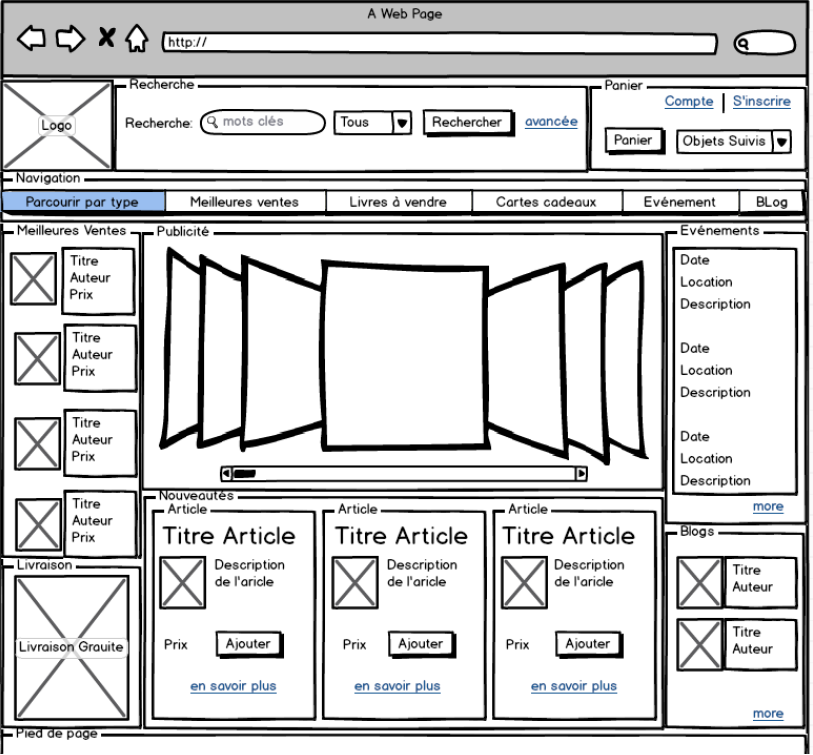 A Web Page
http://
Recherche
Panier
Logo
Recherche: mots clés Tous Rechercher avancée
Compte S'inscrire
Panier Objets Suivis
Navigation
Parcourir par type Meilleures ventes Livres à vendre Cartes cadeaux Evénement BLog
Meilleures Ventes
Titre
Auteur
Prix
Titre
Auteur
Prix
Titre
Auteur
Prix
Titre
Auteur
Prix
Livraison
Livraison Grauite
Publicité
Nouveautés
Article
Titre Article
Description
de l'aricle
Prix Ajouter
en savoir plus
Article
Titre Article
Description
de l'aricle
Prix Ajouter
en savoir plus
Article
Titre Article
Description
de l'aricle
Prix Ajouter
en savoir plus
Evénements
Date
Location
Description
Date
Location
Description
Date
Location
Description
more
Blogs
Titre
Auteur
Titre
Auteur
more
Pied de page